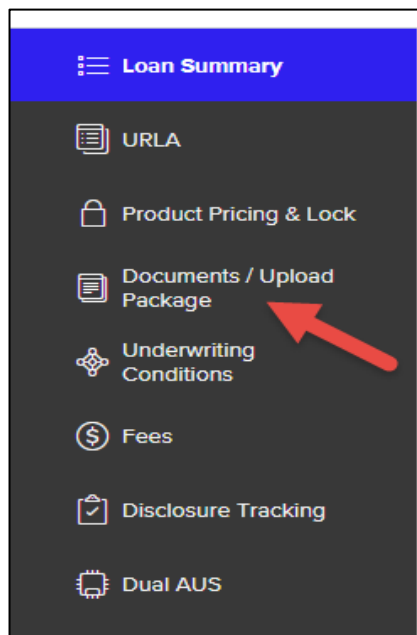 Loan Summary
URLA
Product Pricing & Lock
Documents / Upload
Package
Underwriting
Conditions
Fees
Disclosure Tracking
Dual AUS